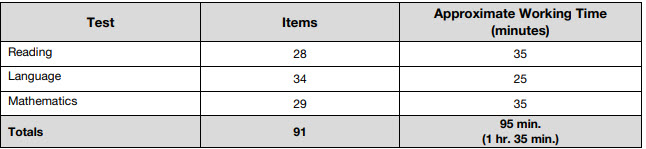 Test Items Approximate Working Time
(minutes)
Reading 28 35
Language 34 25
Mathematics 29 35
Totals 91 95 min.
(1 hr. 35 min.)